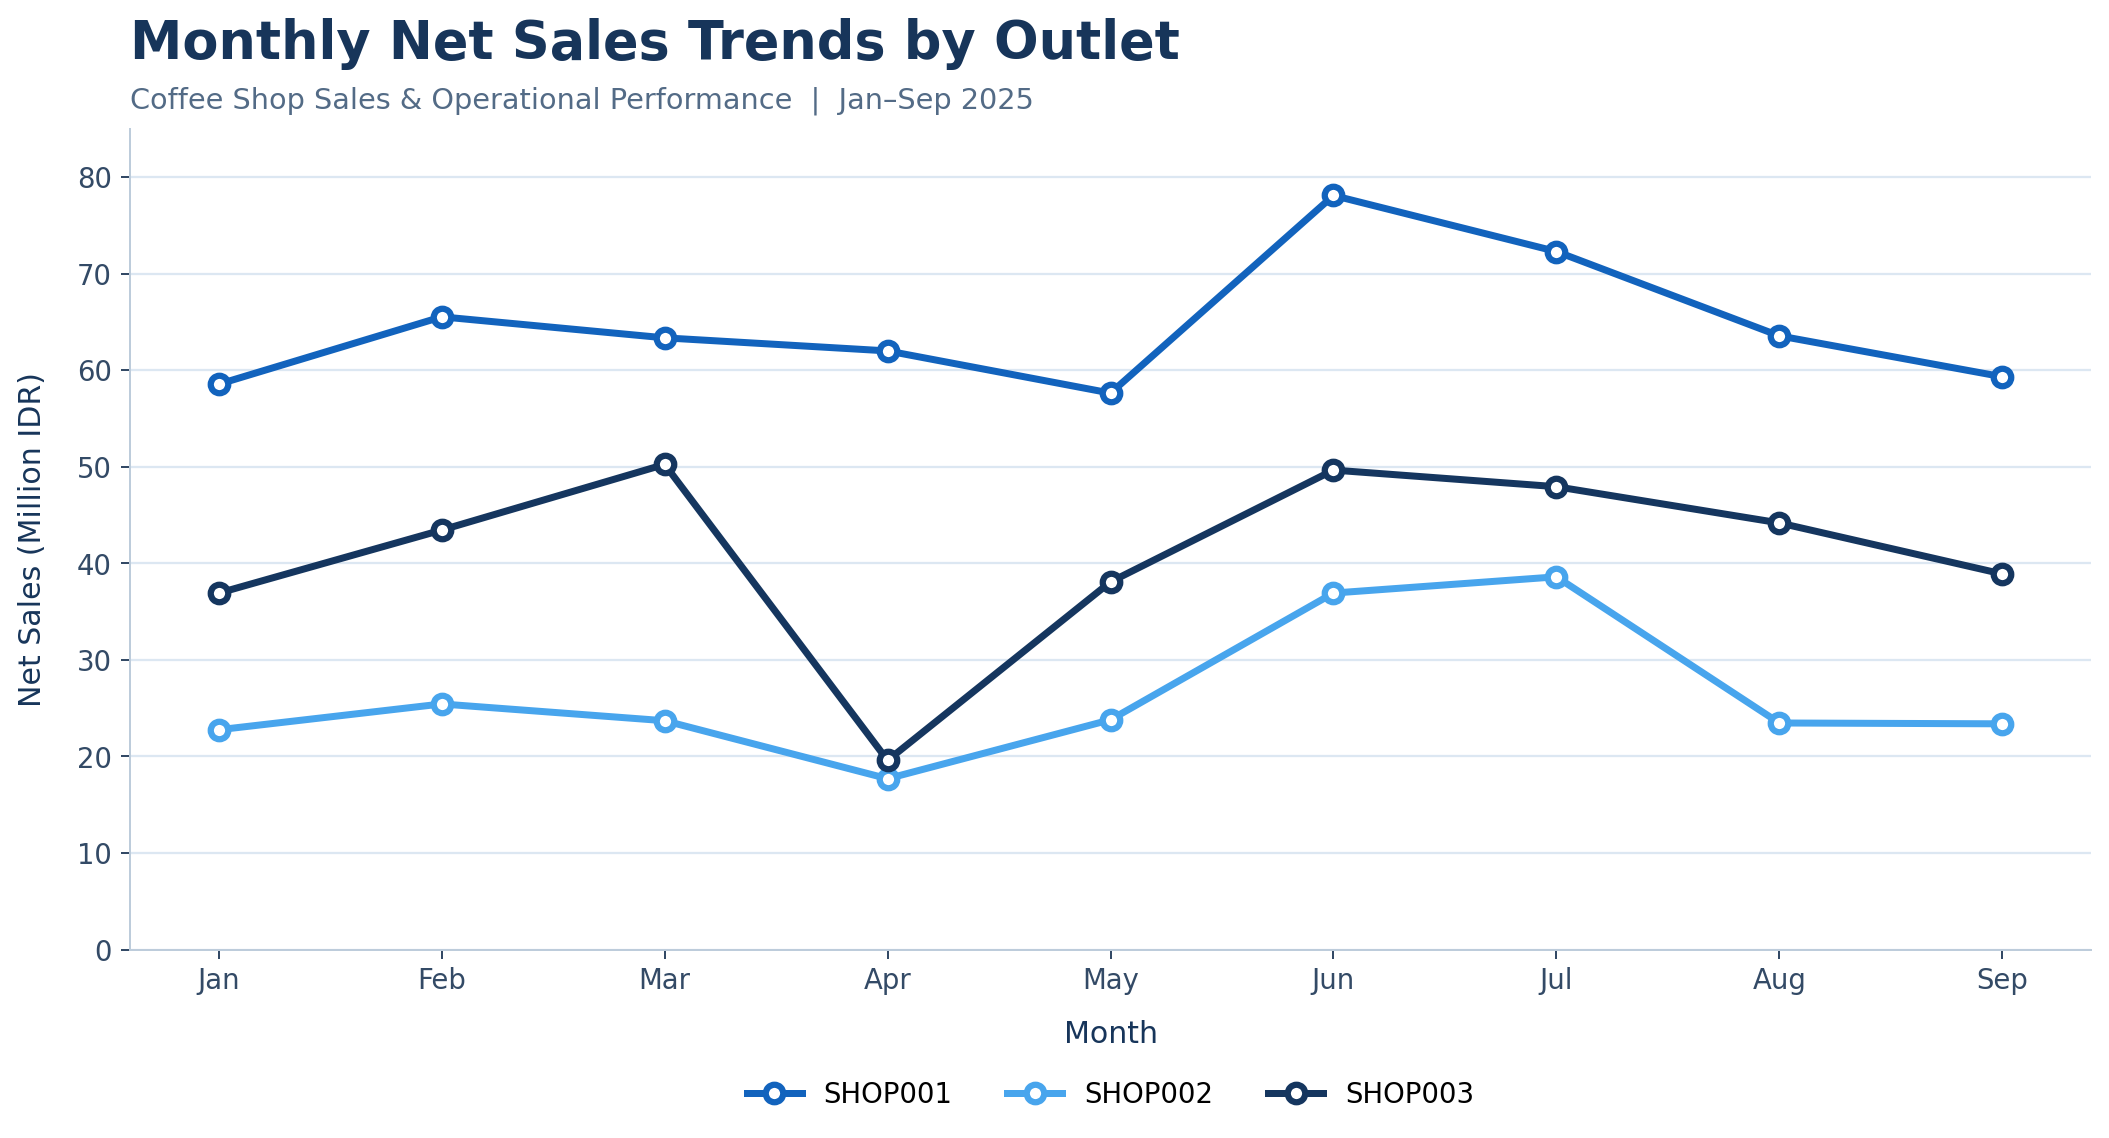 Monthly Net Sales Trends by Outlet
Coffee Shop Sales & Operational Performance | Jan–Sep 2025
Net Sales (Million IDR)
80
70
60
50
40
30
20
10
0
Jan Feb Mar Apr May Jun Jul Aug Sep
Month
SHOP001 SHOP002 SHOP003